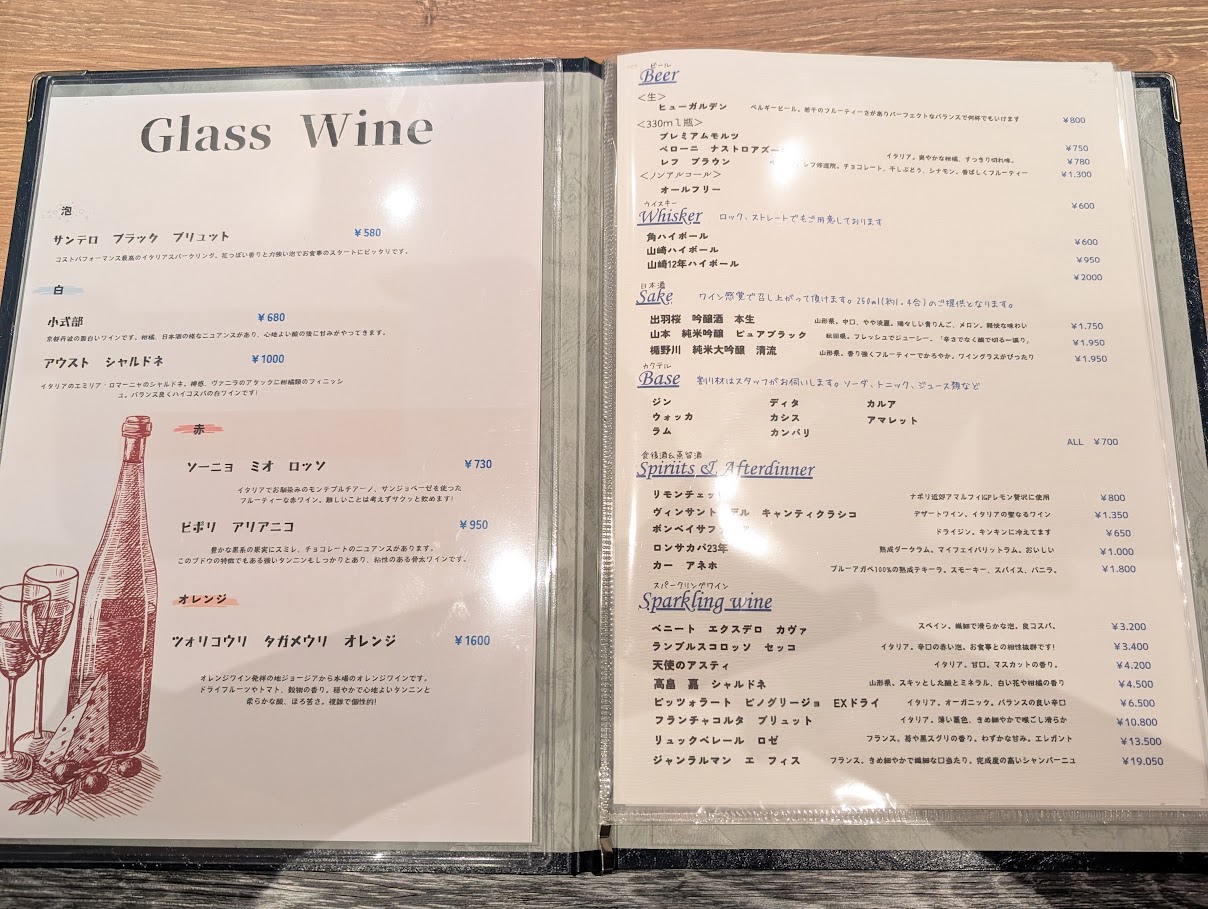 Glass Wine
泡
サンテロ ブラック ブリュット ¥580
コストパフォーマンス最高のイタリアスパークリング。花っぽい香りと力強い泡でお食事のスタートにピッタリです。
白
小式部 ¥680
京都丹波の面白いワインです。柑橘、日本酒の様なニュアンスがあり、心地よい酸の後に甘みがやってきます。
アウスト シャルドネ ¥1000
イタリアのエミリア・ロマーニャのシャルドネ。樽感、ヴァニラのアタックに柑橘類のフィニッシ
ュ。バランス良くハイコスパの白ワインです!
赤
ソーニョ ミオ ロッソ ¥730
イタリアでお馴染みのモンテプルチアーノ、サンジョベーゼを使った
フルーティーな赤ワイン。難しいことは考えずサクッと飲めます!
ビポリ アリアニコ ¥950
豊かな黒系の果実にスミレ、チョコレートのニュアンスがあります。
このブドウの特徴でもある強いタンニンもしっかりとあり、粘性のある骨太ワインです。
オレンジ
ツォリコウリ タガメウリ オレンジ ¥1600
オレンジワイン発祥の地ジョージアから本場のオレンジワインです。
ドライフルーツやトマト、穀物の香り。穏やかで心地よいタンニンと
柔らかな酸、ほろ苦さ。複雑で個性的!
ビール
Beer
<生>
ヒューガルデン ベルギービール。若干のフルーティーさがありパーフェクトなバランスで何杯でもいけます ¥800
<330ml瓶>
プレミアムモルツ ¥750
ペローニ ナストロアズー イタリア。爽やかな柑橘、すっきり切れ味。 ¥780
レフ ブラウン レフ修道院。チョコレート、干しぶどう、シナモン。香ばしくフルーティー ¥1.300
<ノンアルコール>
オールフリー ¥600
ウイスキー
Whisker ロック、ストレートでもご用意しております
角ハイボール ¥600
山崎ハイボール ¥950
山崎12年ハイボール ¥2000
日本酒
Sake ワイン感覚で召し上がって頂けます。250ml(約1.4合)のご提供となります。
出羽桜 吟醸酒 本生 山形県。中口、やや淡麗。瑞々しい青りんご、メロン。軽快な味わい ¥1.750
山本 純米吟醸 ピュアブラック 秋田県。フレッシュでジューシー。「辛さでなく酸で切る一振り」 ¥1.950
楯野川 純米大吟醸 清流 山形県。香り強くフルーティーでかろやか。ワイングラスがぴったり ¥1.950
カクテル
Base 割り材はスタッフがお伺いします。ソーダ、トニック、ジュース類など
ジン ディタ カルア
ウォッカ カシス アマレット
ラム カンパリ
ALL ¥700
食後酒&蒸留酒
Spiriits & Afterdinner
リモンチェッ ナポリ近郊アマルフィIGPレモン贅沢に使用 ¥800
ヴィンサント デル キャンティクラシコ デザートワイン、イタリアの聖なるワイン ¥1.350
ボンベイサファ ドライジン。キンキンに冷えてます ¥650
ロンサカパ23年 熟成ダークラム。マイフェイバリットラム。おいしい ¥1.000
カー アネホ ブルーアガベ100%の熟成テキーラ。スモーキー、スパイス、バニラ。 ¥1.800
スパークリングワイン
Sparkling wine
ベニート エクスデロ カヴァ スペイン。繊細で滑らかな泡。良コスパ。 ¥3.200
ランブルスコロッソ セッコ イタリア。辛口の赤い泡。お食事との相性抜群です! ¥3.400
天使のアスティ イタリア。甘口。マスカットの香り。 ¥4.200
高畠 嘉 シャルドネ 山形県。スキッとした酸とミネラル、白い花や柑橘の香り ¥4.500
ピッツォラート ピノグリージョ EXドライ イタリア。オーガニック。バランスの良い辛口 ¥6.500
フランチャコルタ ブリュット イタリア。薄い藁色、きめ細やかで喉ごし滑らか ¥10.800
リュックベレール ロゼ フランス。苺や黒スグリの香り。わずかな甘み。エレガント ¥13.500
ジャンラルマン エ フィス フランス。きめ細やかで繊細な口当たり。完成度の高いシャンパーニュ ¥19.050